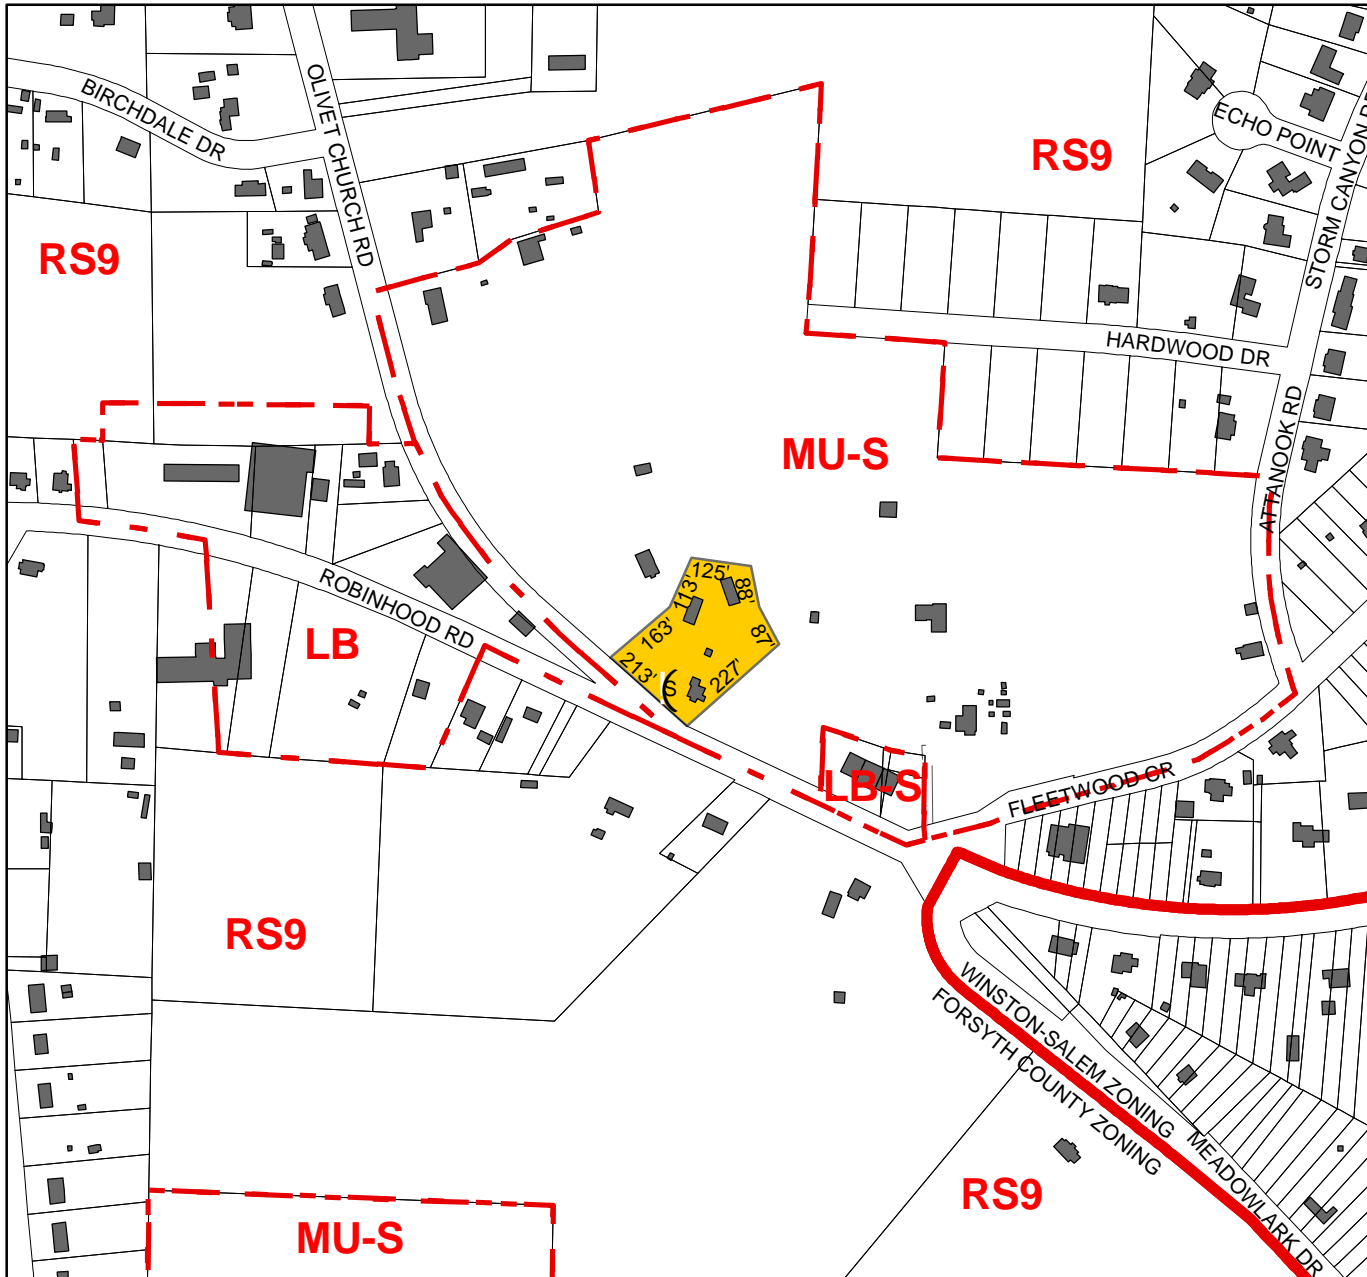 BIRCHDALE DR
OLIVET CHURCH RD
ECHO POINT
STORM CANYON
RS9
RS9
HARDWOOD DR
MU-S
ATTANOOK RD
125'
113'
88'
163'
87'
213'
227'
S
ROBINHOOD RD
LB
LB-S
FLEETWOOD CR
RS9
WINSTON-SALEM ZONING
FORSYTH COUNTY ZONING
MEADOWLARK DR
RS9
MU-S